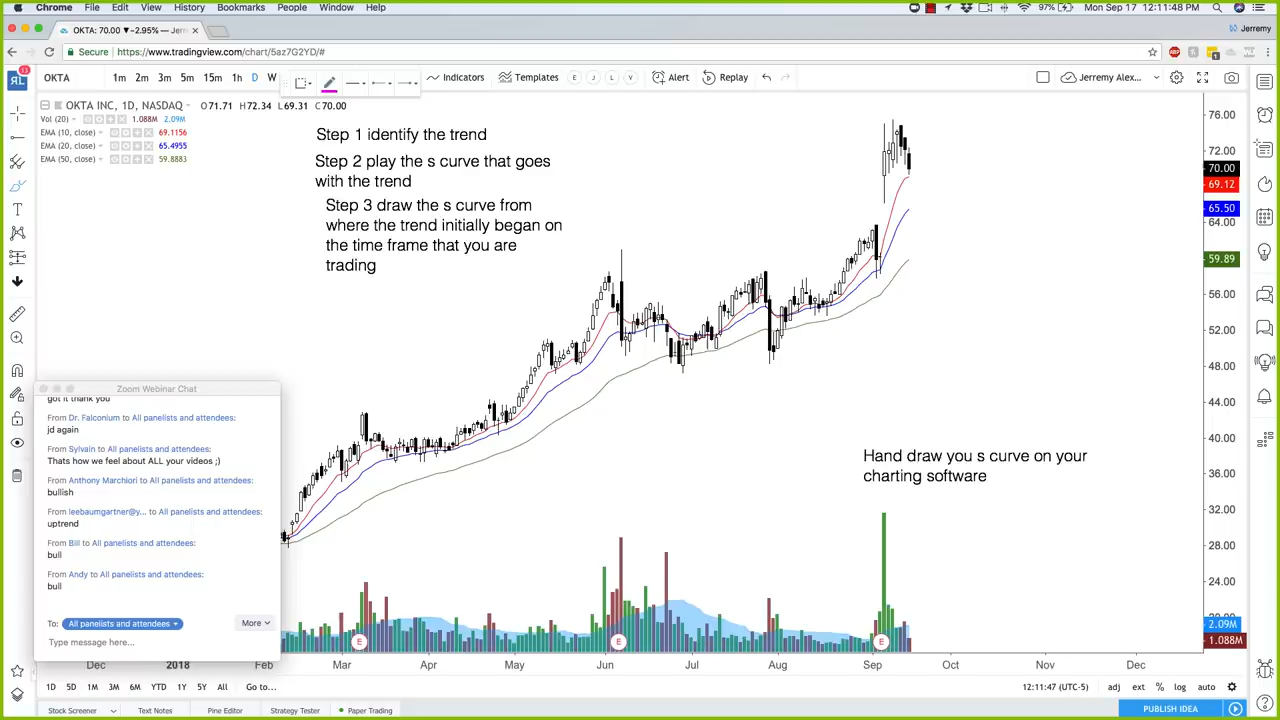 Chrome File Edit View History Bookmarks People Window Help 97% Mon Sep 17 12:11:48 PM
OKTA: 70.00 ▼−2.95% — Jerremy
Secure https://www.tradingview.com/chart/5az7G2YD/#
OKTA 1m 2m 3m 5m 15m 1h D W Indicators Templates E J L V Alert Replay Jerremy Alex...
OKTA INC, 1D, NASDAQ O71.71 H72.34 L69.31 C70.00
Vol (20) 1.088M 2.09M
EMA (10, close) 69.1156
EMA (20, close) 65.4955
EMA (50, close) 59.8883
Step 1 identify the trend
Step 2 play the s curve that goes
with the trend
Step 3 draw the s curve from
where the trend initially began on
the time frame that you are
trading
Hand draw you s curve on your
charting software
76.00
72.00
70.00
69.12
65.50
64.00
59.89
56.00
52.00
48.00
44.00
40.00
36.00
32.00
28.00
24.00
2.09M
1.088M
Zoom Webinar Chat
got it thank you
From Dr. Falconium to All panelists and attendees:
jd again
From Sylvain to All panelists and attendees:
Thats how we feel about ALL your videos ;)
From Anthony Marchiori to All panelists and attendees:
bullish
From leebaumgartner@y... to All panelists and attendees:
uptrend
From Bill to All panelists and attendees:
bull
From Andy to All panelists and attendees:
bull
To: All panelists and attendees More
Type message here...
E E E
Dec 2018 Feb Mar Apr May Jun Jul Aug Sep Oct Nov Dec
1D 5D 1M 3M 6M YTD 1Y 5Y All Go to... 12:11:47 (UTC-5) adj ext % log auto
Stock Screener Text Notes Pine Editor Strategy Tester Paper Trading PUBLISH IDEA